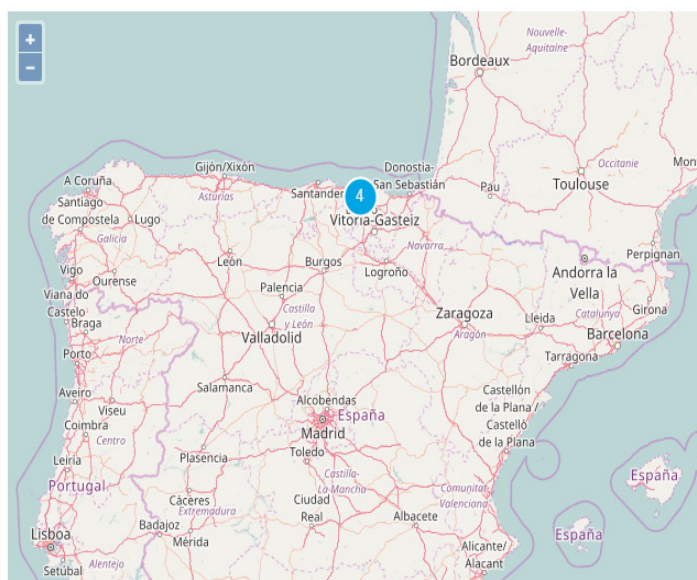 +
−
Nouvelle-
Aquitaine
Bordeaux
Occitanie
Mon
Toulouse
Pau
Perpignan
A Coruña
Gijón/Xixón
Asturias
Santander
Donostia-
San Sebastián
4
Santiago
de Compostela
Lugo
Galicia
Vitoria-Gasteiz
Navarra
León
Burgos
Logroño
Andorra la
Vella
Vigo
Ourense
Viana do
Castelo
Braga
Norte
Palencia
Castilla
y León
Valladolid
Zaragoza
Aragón
Lleida
Catalunya
Girona
Barcelona
Tarragona
Porto
Aveiro
Viseu
Coimbra
Centro
Leiria
Portugal
Salamanca
Alcobendas
España
Madrid
Toledo
Plasencia
Castellón
de la Plana /
Castelló
de la Plana
Castilla-
La Mancha
Comunitat
Valenciana
España
España
Cáceres
Extremadura
Ciudad
Real
Albacete
Lisboa
Badajoz
Mérida
Alentejo
Setúbal
Alicante/
Alacant